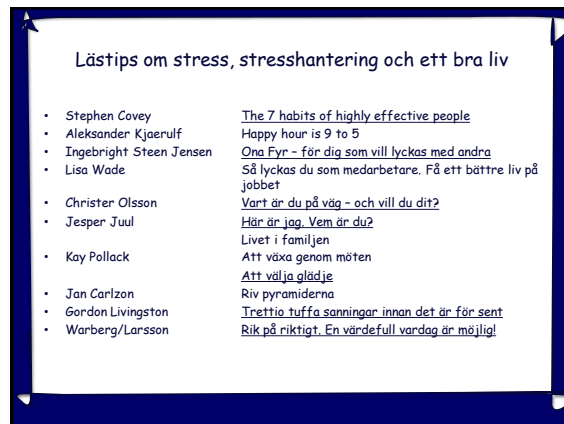 Lästips om stress, stresshantering och ett bra liv
• Stephen Covey The 7 habits of highly effective people
• Aleksander Kjaerulf Happy hour is 9 to 5
• Ingebright Steen Jensen Ona Fyr – för dig som vill lyckas med andra
• Lisa Wade Så lyckas du som medarbetare. Få ett bättre liv på
jobbet
• Christer Olsson Vart är du på väg – och vill du dit?
• Jesper Juul Här är jag. Vem är du?
Livet i familjen
• Kay Pollack Att växa genom möten
Att välja glädje
• Jan Carlzon Riv pyramiderna
• Gordon Livingston Trettio tuffa sanningar innan det är för sent
• Warberg/Larsson Rik på riktigt. En värdefull vardag är möjlig!